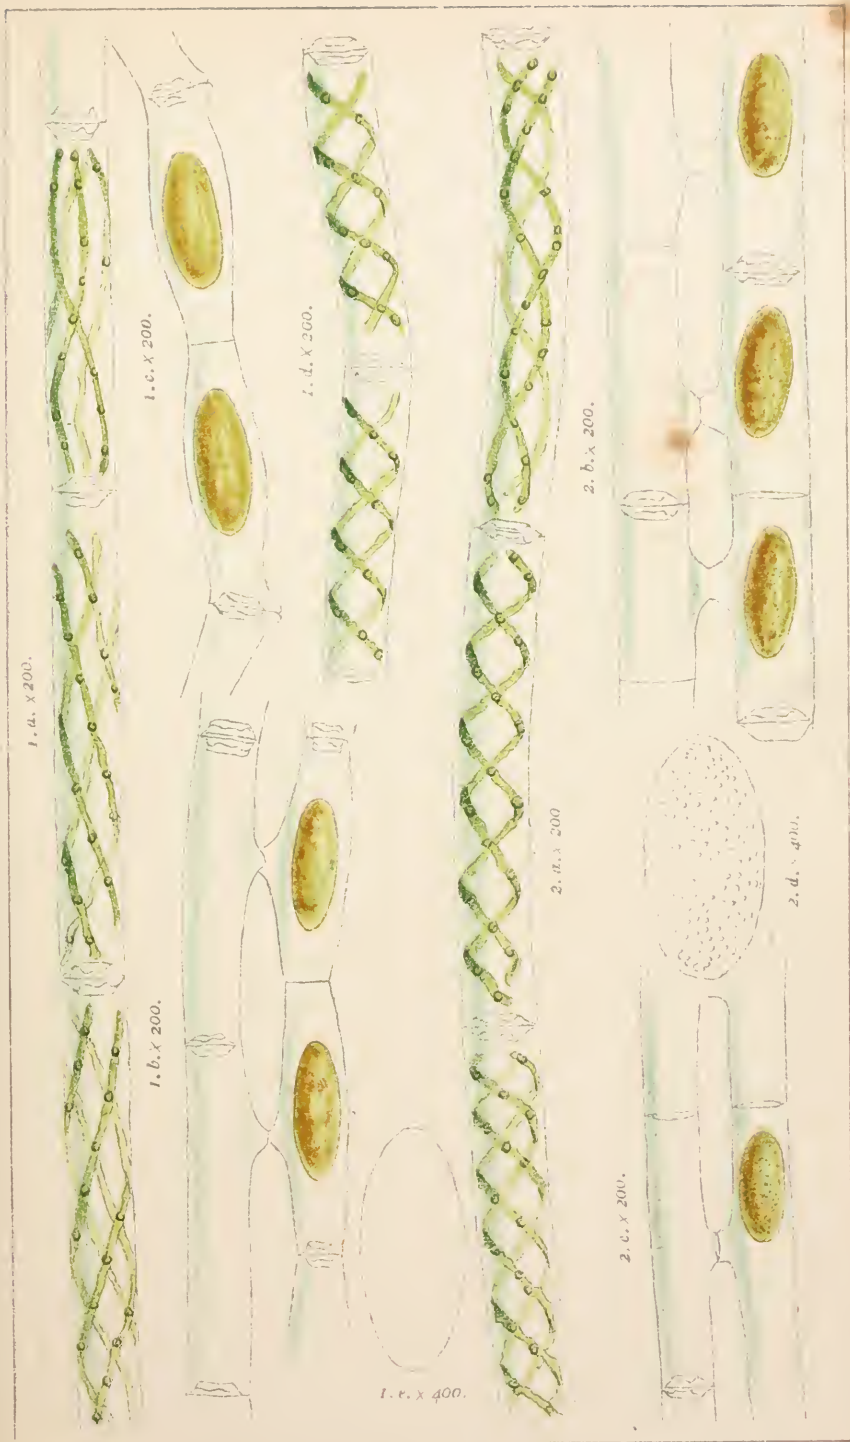 1. a. x 200.
1. b. x 200.
1. c. x 200.
1. d. x 200.
1. e. x 400.
2. a. x 200
2. b. x 200.
2. c. x 200.
2. d. x 400.